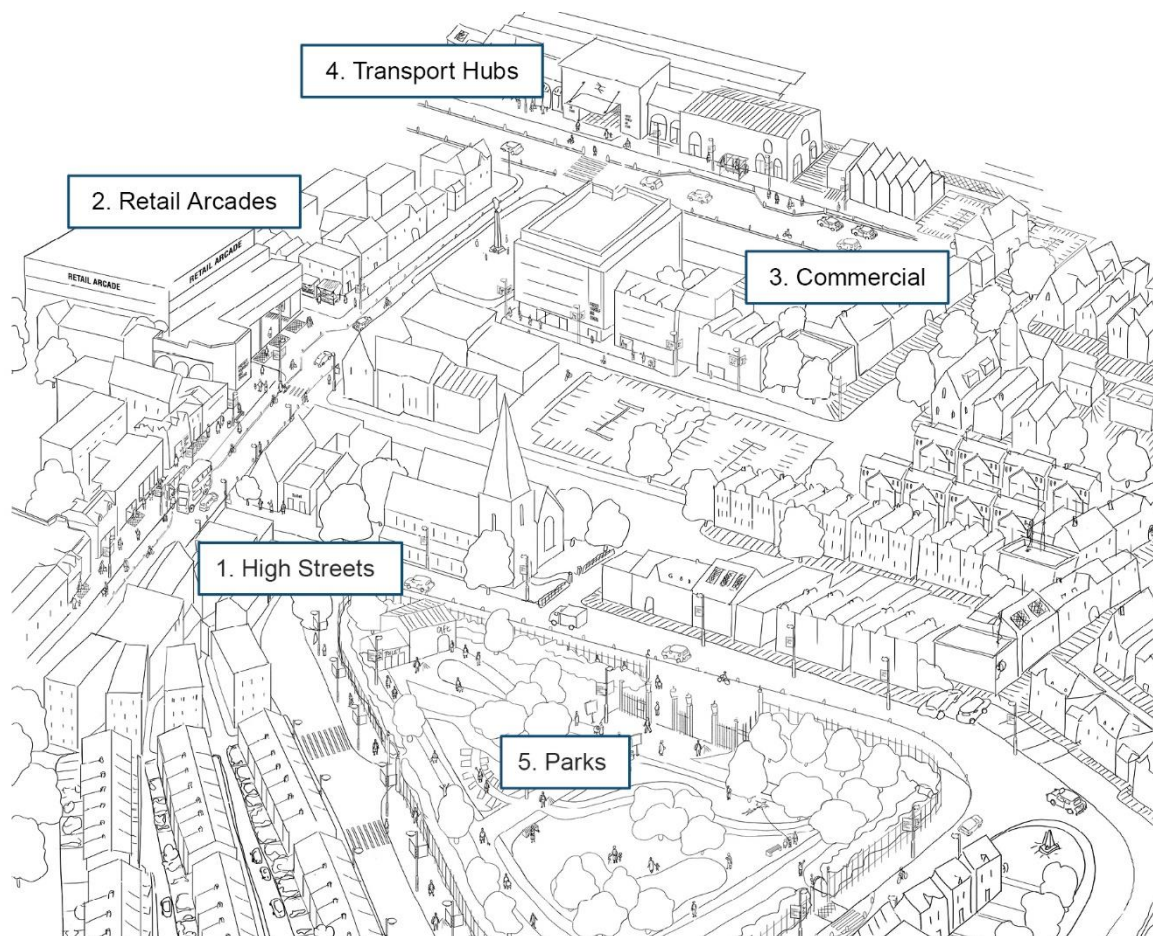 4. Transport Hubs
2. Retail Arcades
RETAIL ARCADE
RETAIL ARCADE
3. Commercial
1. High Streets
5. Parks